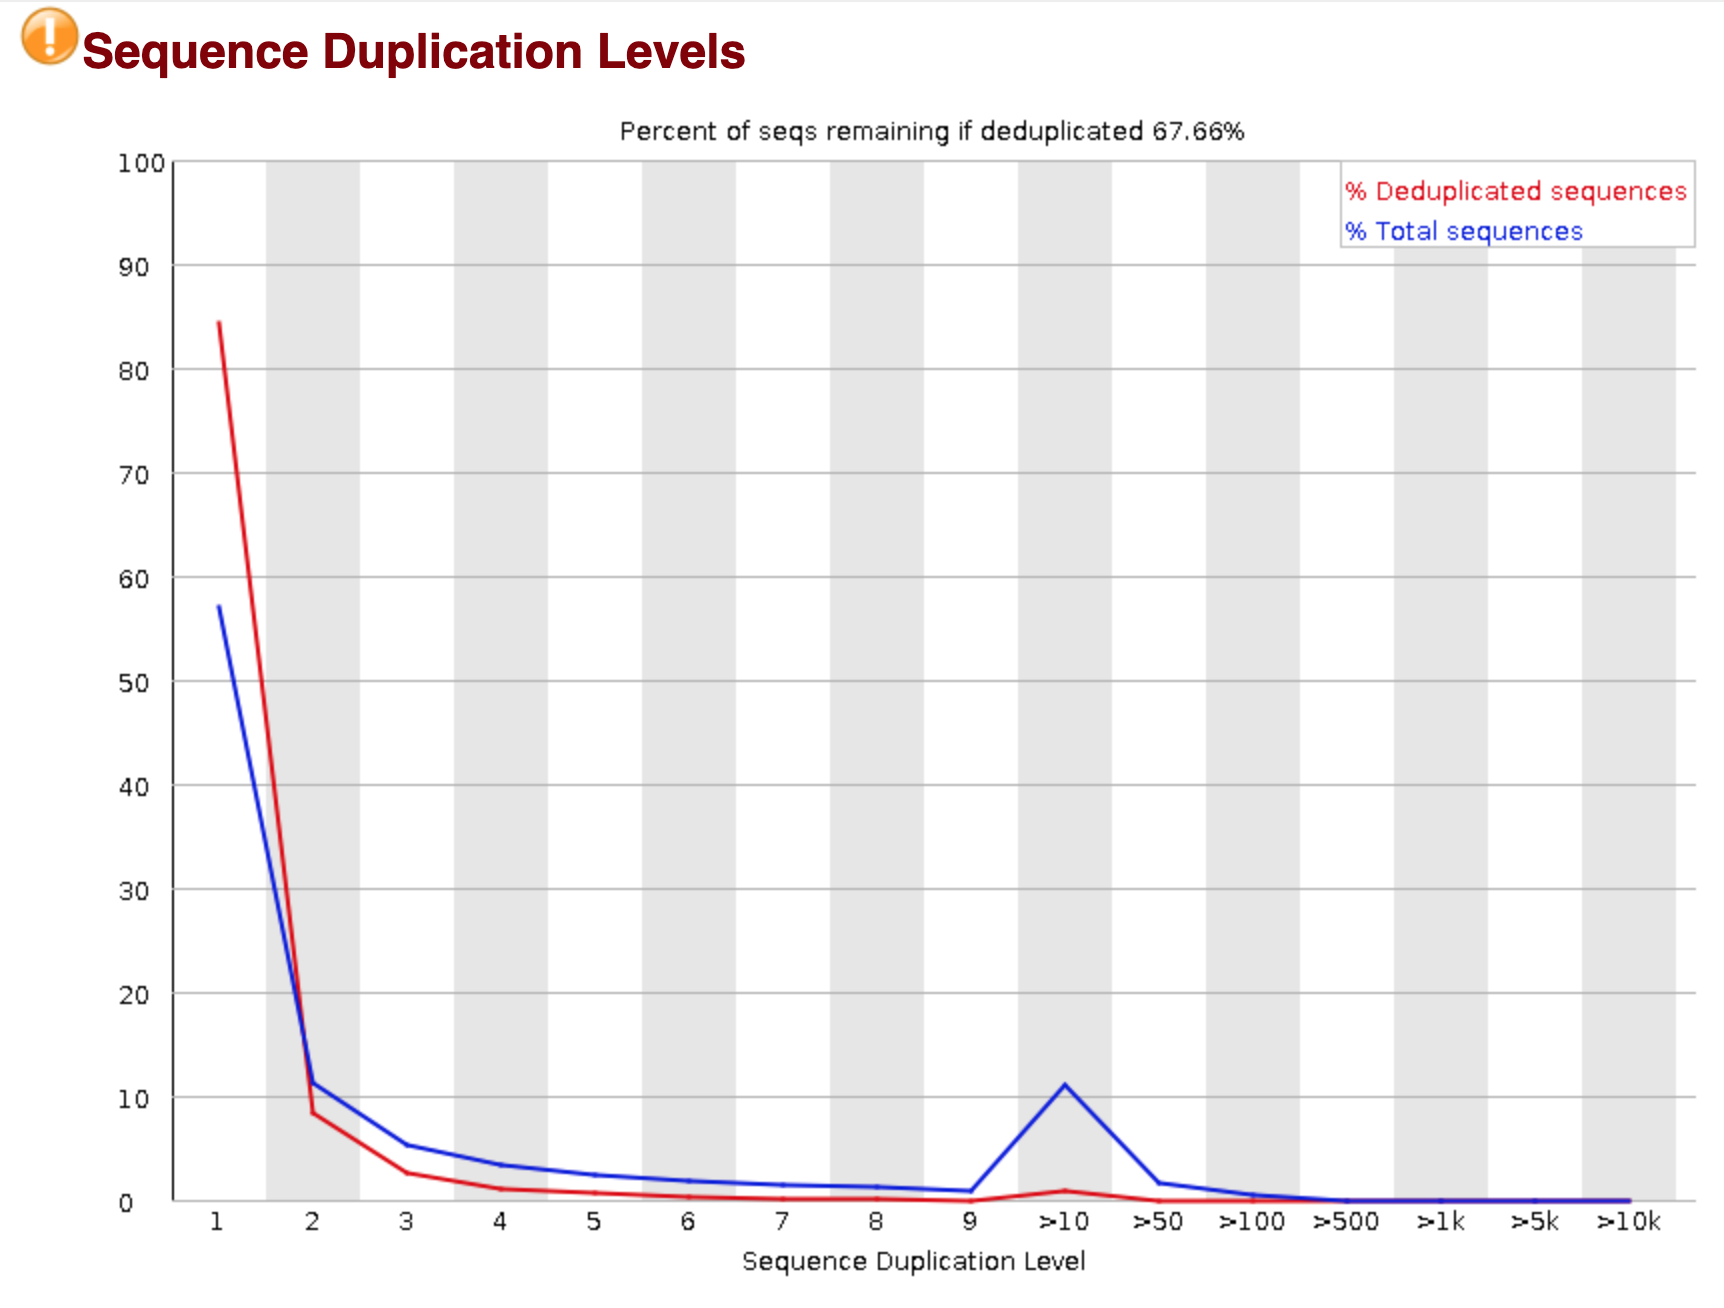 Sequence Duplication Levels
Percent of seqs remaining if deduplicated 67.66%
% Deduplicated sequences
% Total sequences
100
90
80
70
60
50
40
30
20
10
0
1 2 3 4 5 6 7 8 9 >10 >50 >100 >500 >1k >5k >10k
Sequence Duplication Level